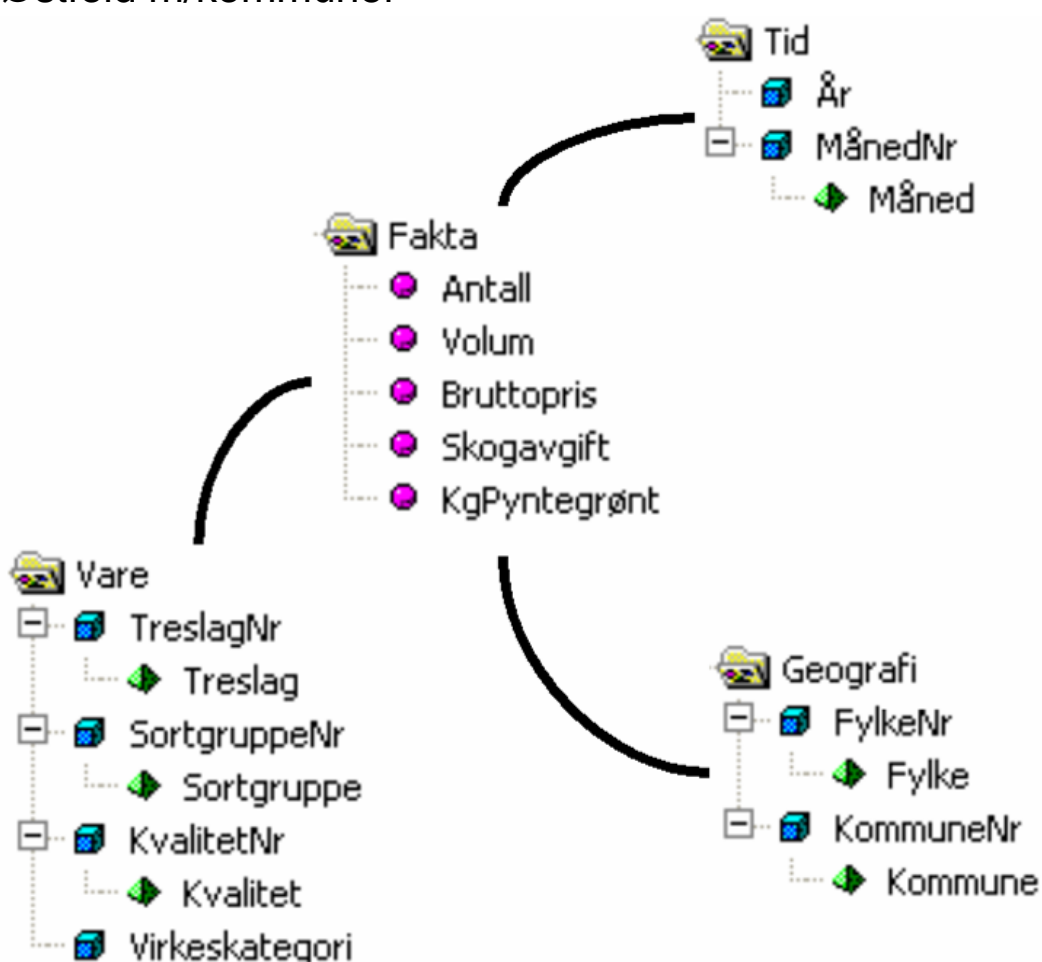 Tid
År
MånedNr
Måned
Fakta
Antall
Volum
Bruttopris
Skogavgift
KgPyntegrønt
Vare
TreslagNr
Treslag
SortgruppeNr
Sortgruppe
KvalitetNr
Kvalitet
Virkeskategori
Geografi
FylkeNr
Fylke
KommuneNr
Kommune